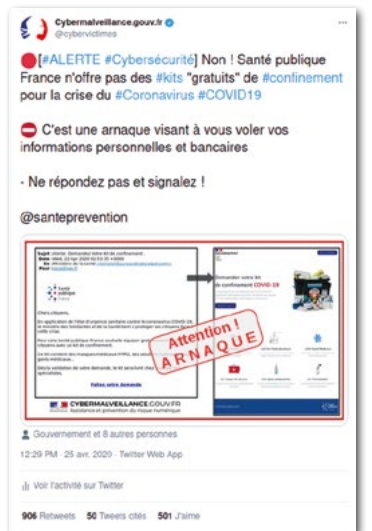 Cybermalveillance.gouv.fr
@cybervictimes
[#ALERTE #Cybersécurité] Non ! Santé publique
France n'offre pas des #kits "gratuits" de #confinement
pour la crise du #Coronavirus #COVID19
C'est une arnaque visant à vous voler vos
informations personnelles et bancaires
- Ne répondez pas et signalez !
@santeprevention
Chers citoyens,
Faites votre demande
CYBERMALVEILLANCE.GOUV.FR
Assistance et prévention du risque numérique
Demandez votre kit
de confinement COVID-19
Attention !
ARNAQUE
Gouvernement et 8 autres personnes
12:29 PM · 25 avr. 2020 · Twitter Web App
Voir l'activité sur Twitter
906 Retweets 50 Tweets cités 501 J'aime